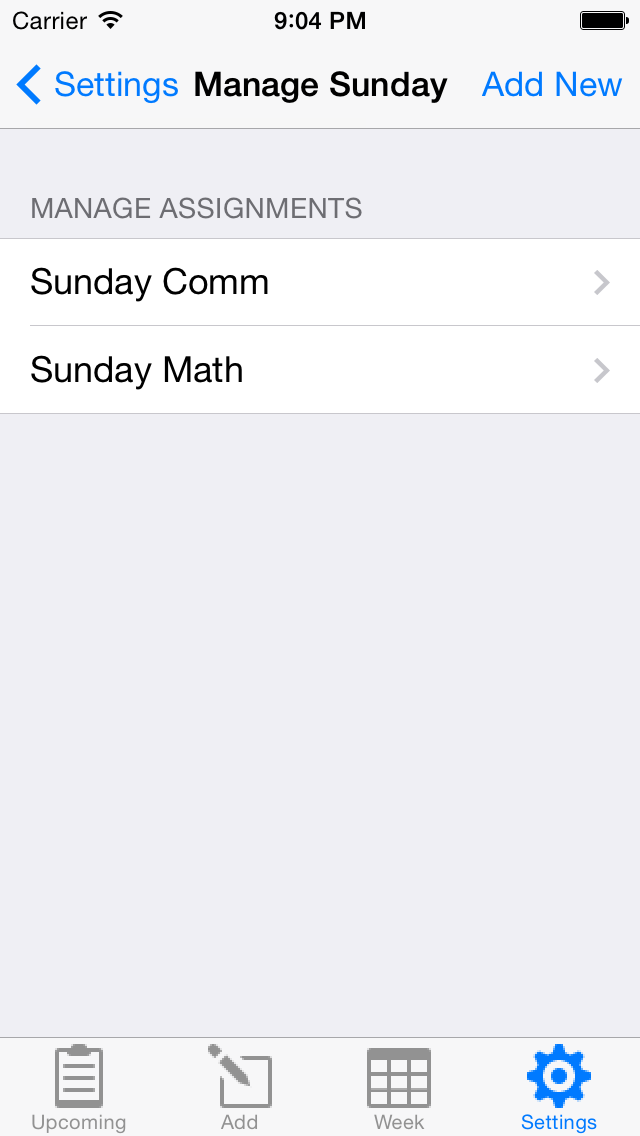 Carrier 9:04 PM
Settings Manage Sunday Add New
MANAGE ASSIGNMENTS
Sunday Comm
Sunday Math
Upcoming Add Week Settings